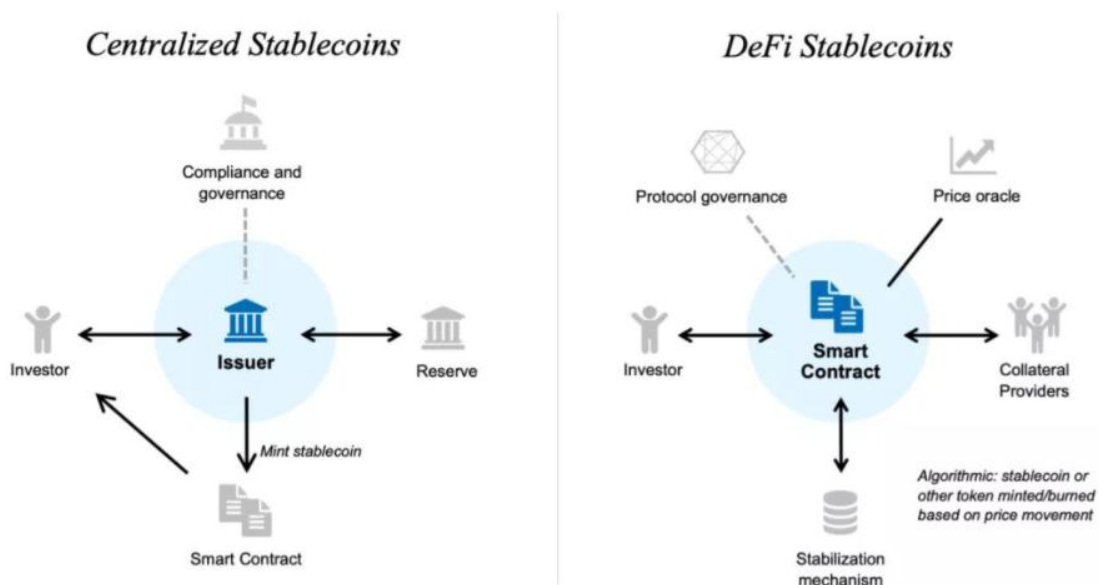 Centralized Stablecoins
Compliance and
governance
Investor
Issuer
Reserve
Mint stablecoin
Smart Contract
DeFi Stablecoins
Protocol governance
Price oracle
Investor
Smart
Contract
Collateral
Providers
Algorithmic: stablecoin or
other token minted/burned
based on price movement
Stabilization
mechanism